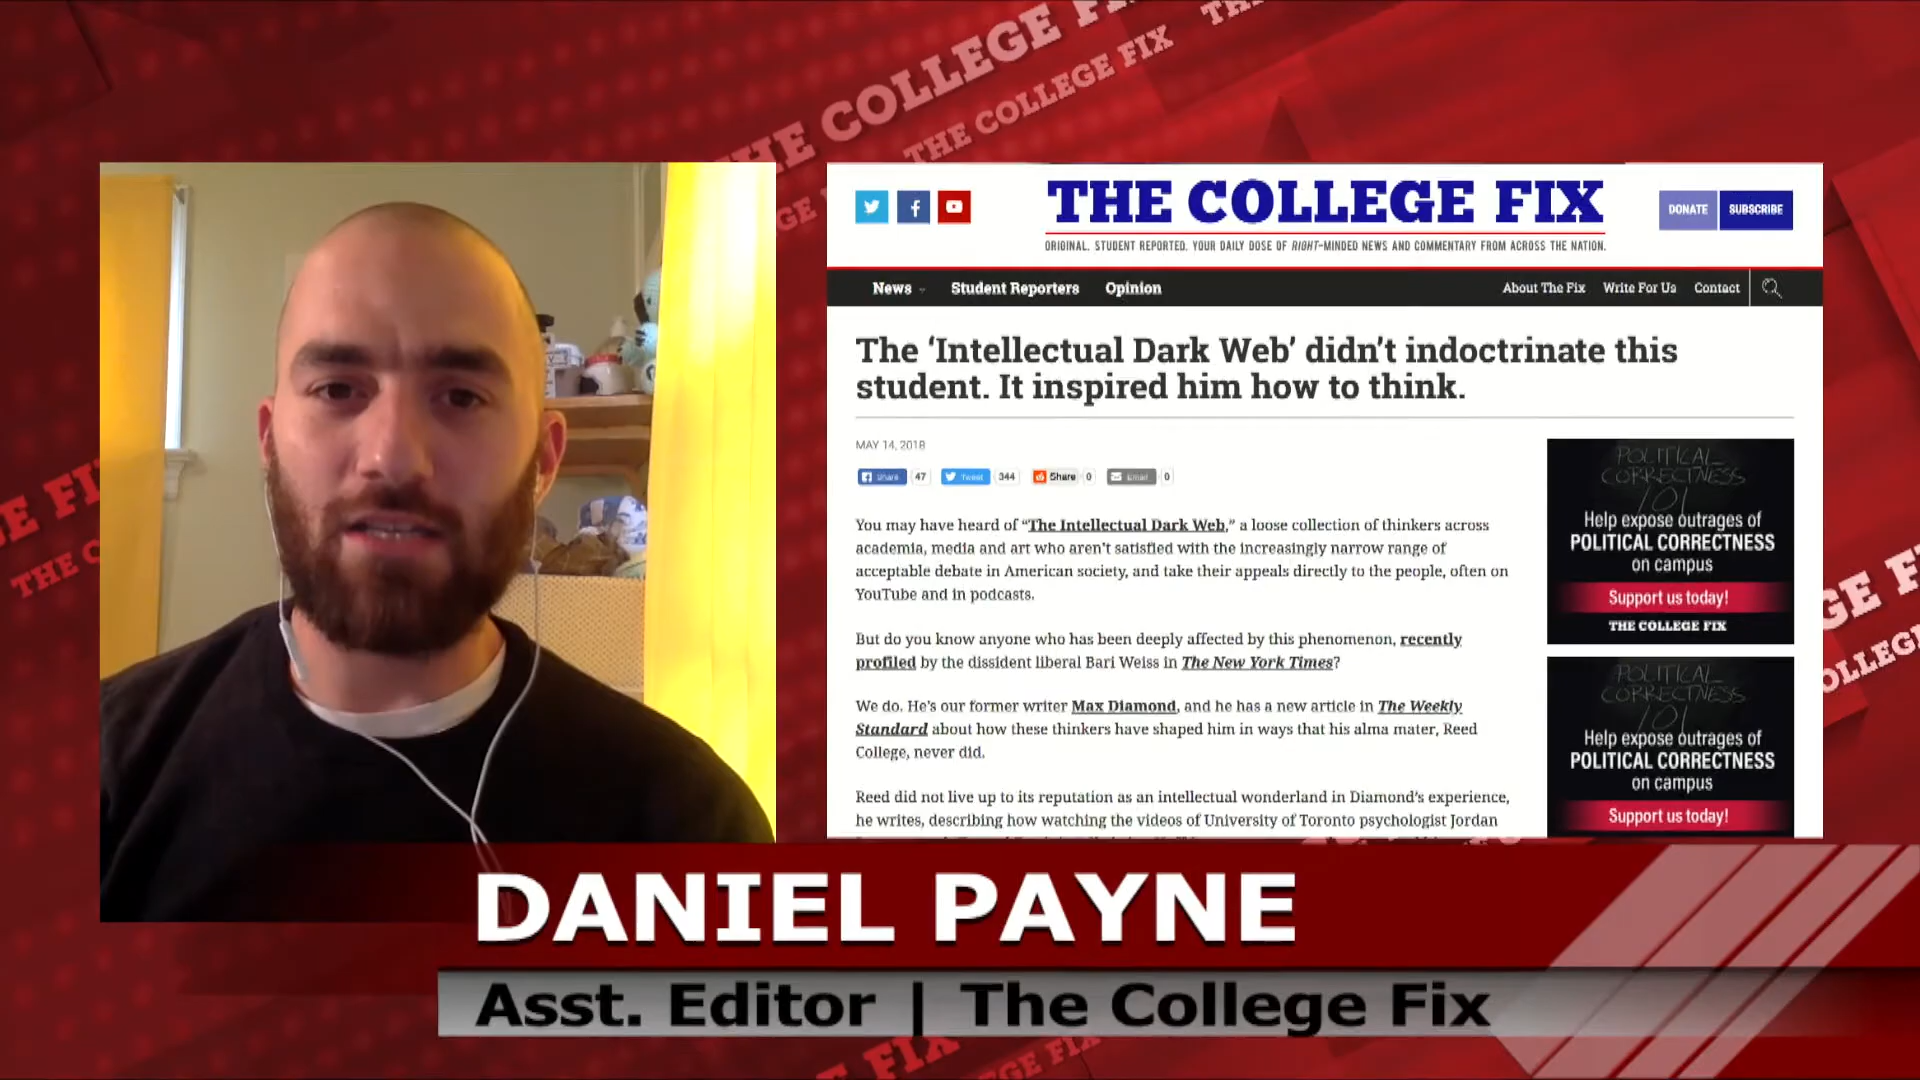 THE COLLEGE FIX
THE COLLEGE FIX
THE COLLEGE FIX
ORIGINAL. STUDENT REPORTED. YOUR DAILY DOSE OF RIGHT-MINDED NEWS AND COMMENTARY FROM ACROSS THE NATION.
DONATE
SUBSCRIBE
News
Student Reporters
Opinion
About The Fix
Write For Us
Contact
The ‘Intellectual Dark Web’ didn’t indoctrinate this
student. It inspired him how to think.
MAY 14, 2018
Share 47
Tweet 344
Share 0
Email 0
You may have heard of “The Intellectual Dark Web,” a loose collection of thinkers across
academia, media and art who aren’t satisfied with the increasingly narrow range of
acceptable debate in American society, and take their appeals directly to the people, often on
YouTube and in podcasts.
But do you know anyone who has been deeply affected by this phenomenon, recently
profiled by the dissident liberal Bari Weiss in The New York Times?
We do. He’s our former writer Max Diamond, and he has a new article in The Weekly
Standard about how these thinkers have shaped him in ways that his alma mater, Reed
College, never did.
Reed did not live up to its reputation as an intellectual wonderland in Diamond’s experience,
he writes, describing how watching the videos of University of Toronto psychologist Jordan
POLITICAL
CORRECTNESS
101
Help expose outrages of
POLITICAL CORRECTNESS
on campus
Support us today!
THE COLLEGE FIX
POLITICAL
CORRECTNESS
101
Help expose outrages of
POLITICAL CORRECTNESS
on campus
Support us today!
DANIEL PAYNE
Asst. Editor | The College Fix